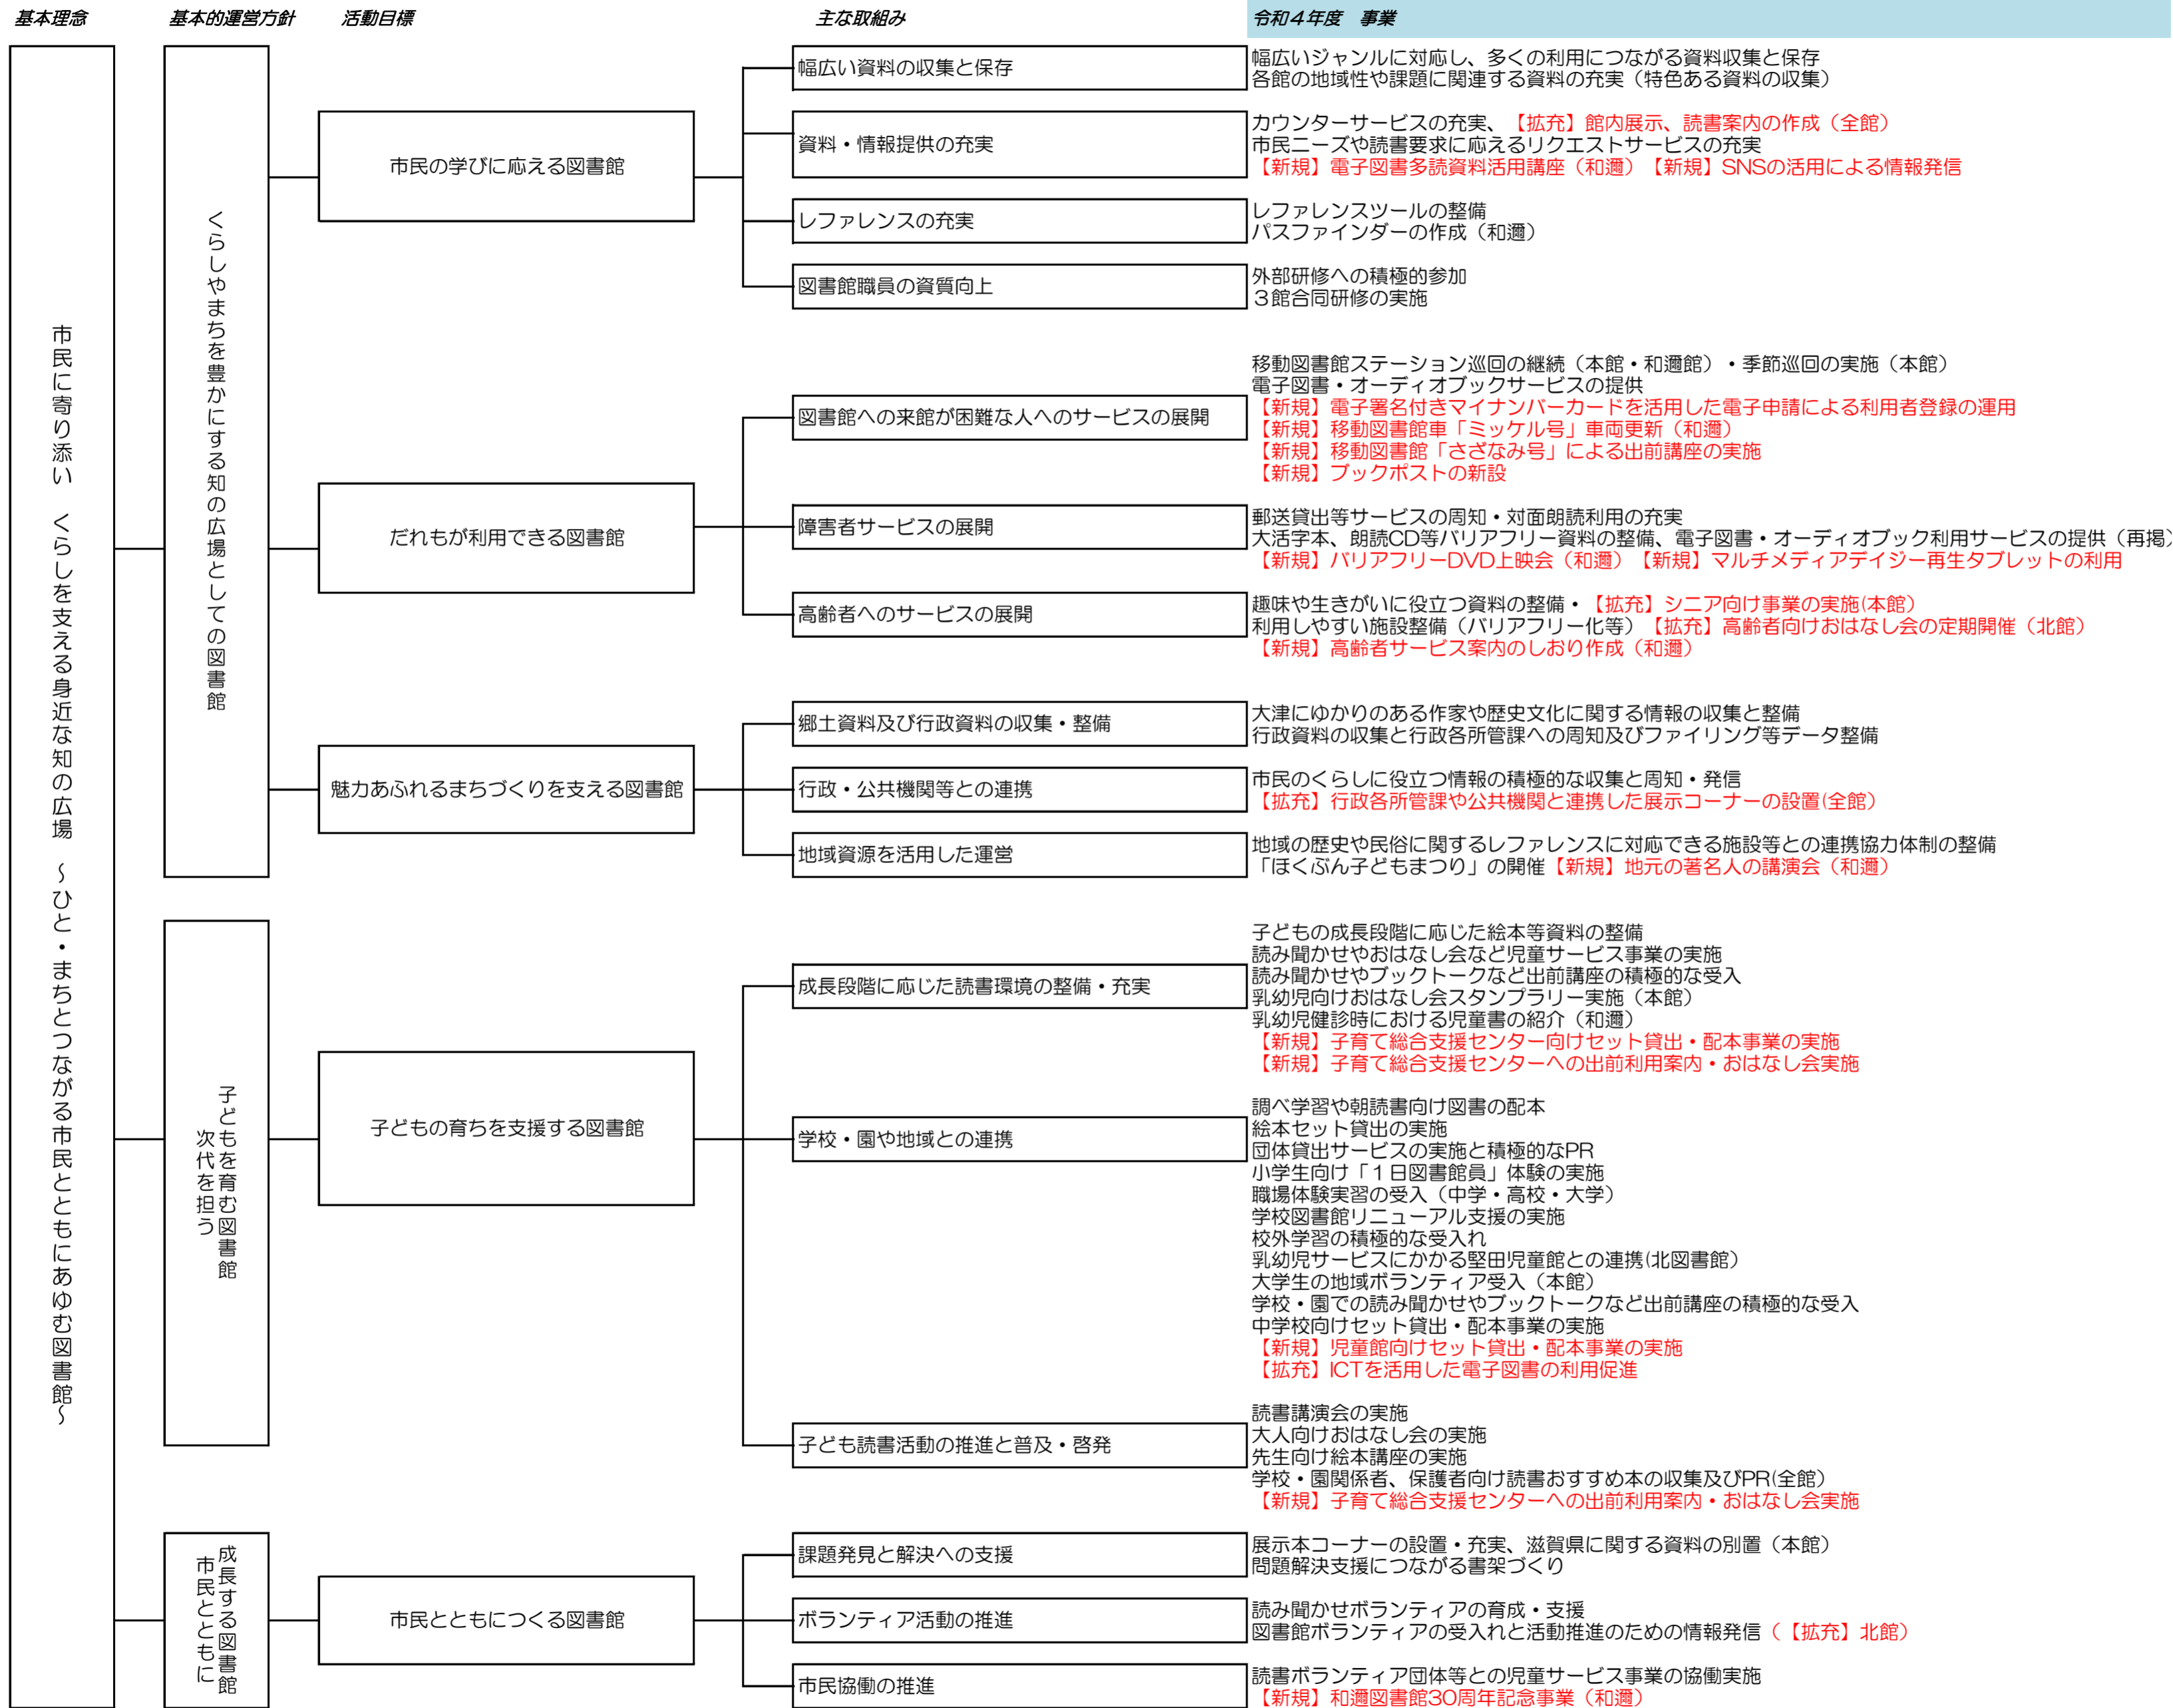 基本理念
基本的運営方針
活動目標
主な取組み
令和４年度　事業
市民に寄り添い　くらしを支える身近な知の広場　～ひと・まちとつながる市民とともにあゆむ図書館～
くらしやまちを豊かにする知の広場としての図書館
市民の学びに応える図書館
幅広い資料の収集と保存
幅広いジャンルに対応し、多くの利用につながる資料収集と保存
各館の地域性や課題に関連する資料の充実（特色ある資料の収集）
資料・情報提供の充実
カウンターサービスの充実、【拡充】館内展示、読書案内の作成（全館）
市民ニーズや読書要求に応えるリクエストサービスの充実
【新規】電子図書多読資料活用講座（和邇）【新規】SNSの活用による情報発信
レファレンスの充実
レファレンスツールの整備
パスファインダーの作成（和邇）
図書館職員の資質向上
外部研修への積極的参加
３館合同研修の実施
だれもが利用できる図書館
図書館への来館が困難な人へのサービスの展開
移動図書館ステーション巡回の継続（本館・和邇館）・季節巡回の実施（本館）
電子図書・オーディオブックサービスの提供
【新規】電子署名付きマイナンバーカードを活用した電子申請による利用者登録の運用
【新規】移動図書館車「ミッケル号」車両更新（和邇）
【新規】移動図書館「さざなみ号」による出前講座の実施
【新規】ブックポストの新設
障害者サービスの展開
郵送貸出等サービスの周知・対面朗読利用の充実
大活字本、朗読CD等バリアフリー資料の整備、電子図書・オーディオブック利用サービスの提供（再掲）
【新規】バリアフリーDVD上映会（和邇）【新規】マルチメディアデイジー再生タブレットの利用
高齢者へのサービスの展開
趣味や生きがいに役立つ資料の整備・【拡充】シニア向け事業の実施(本館）
利用しやすい施設整備（バリアフリー化等）【拡充】高齢者向けおはなし会の定期開催（北館）
【新規】高齢者サービス案内のしおり作成（和邇）
魅力あふれるまちづくりを支える図書館
郷土資料及び行政資料の収集・整備
大津にゆかりのある作家や歴史文化に関する情報の収集と整備
行政資料の収集と行政各所管課への周知及びファイリング等データ整備
行政・公共機関等との連携
市民のくらしに役立つ情報の積極的な収集と周知・発信
【拡充】行政各所管課や公共機関と連携した展示コーナーの設置(全館）
地域資源を活用した運営
地域の歴史や民俗に関するレファレンスに対応できる施設等との連携協力体制の整備
「ほくぶん子どもまつり」の開催【新規】地元の著名人の講演会（和邇）
次代を担う
子どもを育む図書館
子どもの育ちを支援する図書館
成長段階に応じた読書環境の整備・充実
子どもの成長段階に応じた絵本等資料の整備
読み聞かせやおはなし会など児童サービス事業の実施
読み聞かせやブックトークなど出前講座の積極的な受入
乳幼児向けおはなし会スタンプラリー実施（本館）
乳幼児健診時における児童書の紹介（和邇）
【新規】子育て総合支援センター向けセット貸出・配本事業の実施
【新規】子育て総合支援センターへの出前利用案内・おはなし会実施
学校・園や地域との連携
調べ学習や朝読書向け図書の配本
絵本セット貸出の実施
団体貸出サービスの実施と積極的なPR
小学生向け「１日図書館員」体験の実施
職場体験実習の受入（中学・高校・大学）
学校図書館リニューアル支援の実施
校外学習の積極的な受入れ
乳幼児サービスにかかる堅田児童館との連携(北図書館）
大学生の地域ボランティア受入（本館）
学校・園での読み聞かせやブックトークなど出前講座の積極的な受入
中学校向けセット貸出・配本事業の実施
【新規】児童館向けセット貸出・配本事業の実施
【拡充】ICTを活用した電子図書の利用促進
子ども読書活動の推進と普及・啓発
読書講演会の実施
大人向けおはなし会の実施
先生向け絵本講座の実施
学校・園関係者、保護者向け読書おすすめ本の収集及びPR(全館）
【新規】子育て総合支援センターへの出前利用案内・おはなし会実施
市民とともに
成長する図書館
市民とともにつくる図書館
課題発見と解決への支援
展示本コーナーの設置・充実、滋賀県に関する資料の別置（本館）
問題解決支援につながる書架づくり
ボランティア活動の推進
読み聞かせボランティアの育成・支援
図書館ボランティアの受入れと活動推進のための情報発信（【拡充】北館）
市民協働の推進
読書ボランティア団体等との児童サービス事業の協働実施
【新規】和邇図書館30周年記念事業（和邇）